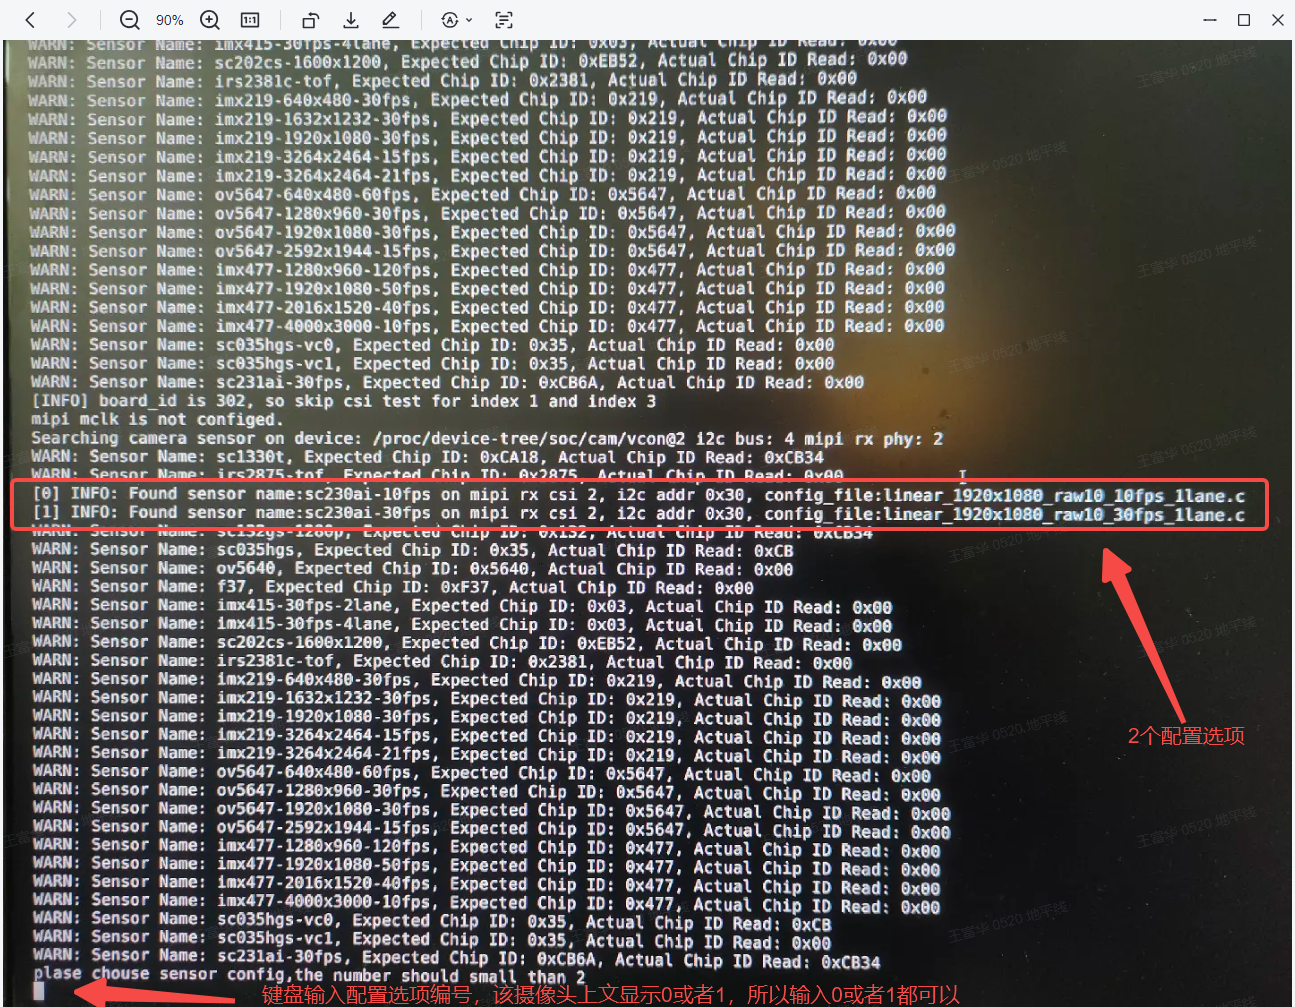 90%
1:1
WARN: Sensor Name: imx415-30fps-4lane, Expected Chip ID: 0x03, Actual Chip ID Read: 0x00
WARN: Sensor Name: sc202cs-1600x1200, Expected Chip ID: 0xEB52, Actual Chip ID Read: 0x00
WARN: Sensor Name: irs2381c-tof, Expected Chip ID: 0x2381, Actual Chip ID Read: 0x00
WARN: Sensor Name: imx219-640x480-30fps, Expected Chip ID: 0x219, Actual Chip ID Read: 0x00
WARN: Sensor Name: imx219-1632x1232-30fps, Expected Chip ID: 0x219, Actual Chip ID Read: 0x00
WARN: Sensor Name: imx219-1920x1080-30fps, Expected Chip ID: 0x219, Actual Chip ID Read: 0x00
WARN: Sensor Name: imx219-3264x2464-15fps, Expected Chip ID: 0x219, Actual Chip ID Read: 0x00
WARN: Sensor Name: imx219-3264x2464-21fps, Expected Chip ID: 0x219, Actual Chip ID Read: 0x00
WARN: Sensor Name: ov5647-640x480-60fps, Expected Chip ID: 0x5647, Actual Chip ID Read: 0x00
WARN: Sensor Name: ov5647-1280x960-30fps, Expected Chip ID: 0x5647, Actual Chip ID Read: 0x00
WARN: Sensor Name: ov5647-1920x1080-30fps, Expected Chip ID: 0x5647, Actual Chip ID Read: 0x00
WARN: Sensor Name: ov5647-2592x1944-15fps, Expected Chip ID: 0x5647, Actual Chip ID Read: 0x00
WARN: Sensor Name: imx477-1280x960-120fps, Expected Chip ID: 0x477, Actual Chip ID Read: 0x00
WARN: Sensor Name: imx477-1920x1080-50fps, Expected Chip ID: 0x477, Actual Chip ID Read: 0x00
WARN: Sensor Name: imx477-2016x1520-40fps, Expected Chip ID: 0x477, Actual Chip ID Read: 0x00
WARN: Sensor Name: imx477-4000x3000-10fps, Expected Chip ID: 0x477, Actual Chip ID Read: 0x00
WARN: Sensor Name: sc035hgs-vc0, Expected Chip ID: 0x35, Actual Chip ID Read: 0x00
WARN: Sensor Name: sc035hgs-vc1, Expected Chip ID: 0x35, Actual Chip ID Read: 0x00
WARN: Sensor Name: sc231ai-30fps, Expected Chip ID: 0xCB6A, Actual Chip ID Read: 0x00
[INFO] board_id is 302, so skip csi test for index 1 and index 3
mipi mclk is not configed.
Searching camera sensor on device: /proc/device-tree/soc/cam/vcon@2 i2c bus: 4 mipi rx phy: 2
WARN: Sensor Name: sc1330t, Expected Chip ID: 0xCA18, Actual Chip ID Read: 0xCB34
WARN: Sensor Name: irs2875-tof, Expected Chip ID: 0x2875, Actual Chip ID Read: 0x00
[0] INFO: Found sensor name:sc230ai-10fps on mipi rx csi 2, i2c addr 0x30, config_file:linear_1920x1080_raw10_10fps_1lane.c
[1] INFO: Found sensor name:sc230ai-30fps on mipi rx csi 2, i2c addr 0x30, config_file:linear_1920x1080_raw10_30fps_1lane.c
WARN: Sensor Name: sc132gs-1280p, Expected Chip ID: 0x132, Actual Chip ID Read: 0xCB34
WARN: Sensor Name: sc035hgs, Expected Chip ID: 0x35, Actual Chip ID Read: 0xCB
WARN: Sensor Name: ov5640, Expected Chip ID: 0x5640, Actual Chip ID Read: 0x00
WARN: Sensor Name: f37, Expected Chip ID: 0xF37, Actual Chip ID Read: 0x00
WARN: Sensor Name: imx415-30fps-2lane, Expected Chip ID: 0x03, Actual Chip ID Read: 0x00
WARN: Sensor Name: imx415-30fps-4lane, Expected Chip ID: 0x03, Actual Chip ID Read: 0x00
WARN: Sensor Name: sc202cs-1600x1200, Expected Chip ID: 0xEB52, Actual Chip ID Read: 0x00
WARN: Sensor Name: irs2381c-tof, Expected Chip ID: 0x2381, Actual Chip ID Read: 0x00
WARN: Sensor Name: imx219-640x480-30fps, Expected Chip ID: 0x219, Actual Chip ID Read: 0x00
WARN: Sensor Name: imx219-1632x1232-30fps, Expected Chip ID: 0x219, Actual Chip ID Read: 0x00
WARN: Sensor Name: imx219-1920x1080-30fps, Expected Chip ID: 0x219, Actual Chip ID Read: 0x00
WARN: Sensor Name: imx219-3264x2464-15fps, Expected Chip ID: 0x219, Actual Chip ID Read: 0x00
WARN: Sensor Name: imx219-3264x2464-21fps, Expected Chip ID: 0x219, Actual Chip ID Read: 0x00
WARN: Sensor Name: ov5647-640x480-60fps, Expected Chip ID: 0x5647, Actual Chip ID Read: 0x00
WARN: Sensor Name: ov5647-1280x960-30fps, Expected Chip ID: 0x5647, Actual Chip ID Read: 0x00
WARN: Sensor Name: ov5647-1920x1080-30fps, Expected Chip ID: 0x5647, Actual Chip ID Read: 0x00
WARN: Sensor Name: ov5647-2592x1944-15fps, Expected Chip ID: 0x5647, Actual Chip ID Read: 0x00
WARN: Sensor Name: imx477-1280x960-120fps, Expected Chip ID: 0x477, Actual Chip ID Read: 0x00
WARN: Sensor Name: imx477-1920x1080-50fps, Expected Chip ID: 0x477, Actual Chip ID Read: 0x00
WARN: Sensor Name: imx477-2016x1520-40fps, Expected Chip ID: 0x477, Actual Chip ID Read: 0x00
WARN: Sensor Name: imx477-4000x3000-10fps, Expected Chip ID: 0x477, Actual Chip ID Read: 0x00
WARN: Sensor Name: sc035hgs-vc0, Expected Chip ID: 0x35, Actual Chip ID Read: 0xCB
WARN: Sensor Name: sc035hgs-vc1, Expected Chip ID: 0x35, Actual Chip ID Read: 0x00
WARN: Sensor Name: sc231ai-30fps, Expected Chip ID: 0xCB6A, Actual Chip ID Read: 0xCB34
plase chouse sensor config,the number should small than 2
2个配置选项
键盘输入配置选项编号，该摄像头上文显示0或者1，所以输入0或者1都可以
王富华 0520 地平线